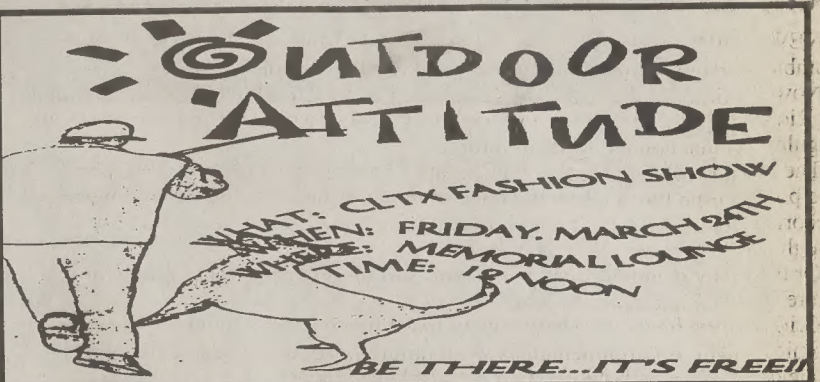 OUTDOOR
ATTITUDE
WHAT: CLTX FASHION SHOW
WHEN: FRIDAY, MARCH 24TH
WHERE: MEMORIAL LOUNGE
TIME: 12 NOON
BE THERE...IT'S FREE!!